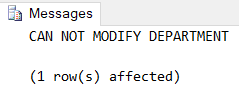 Messages
CAN NOT MODIFY DEPARTMENT
(1 row(s) affected)